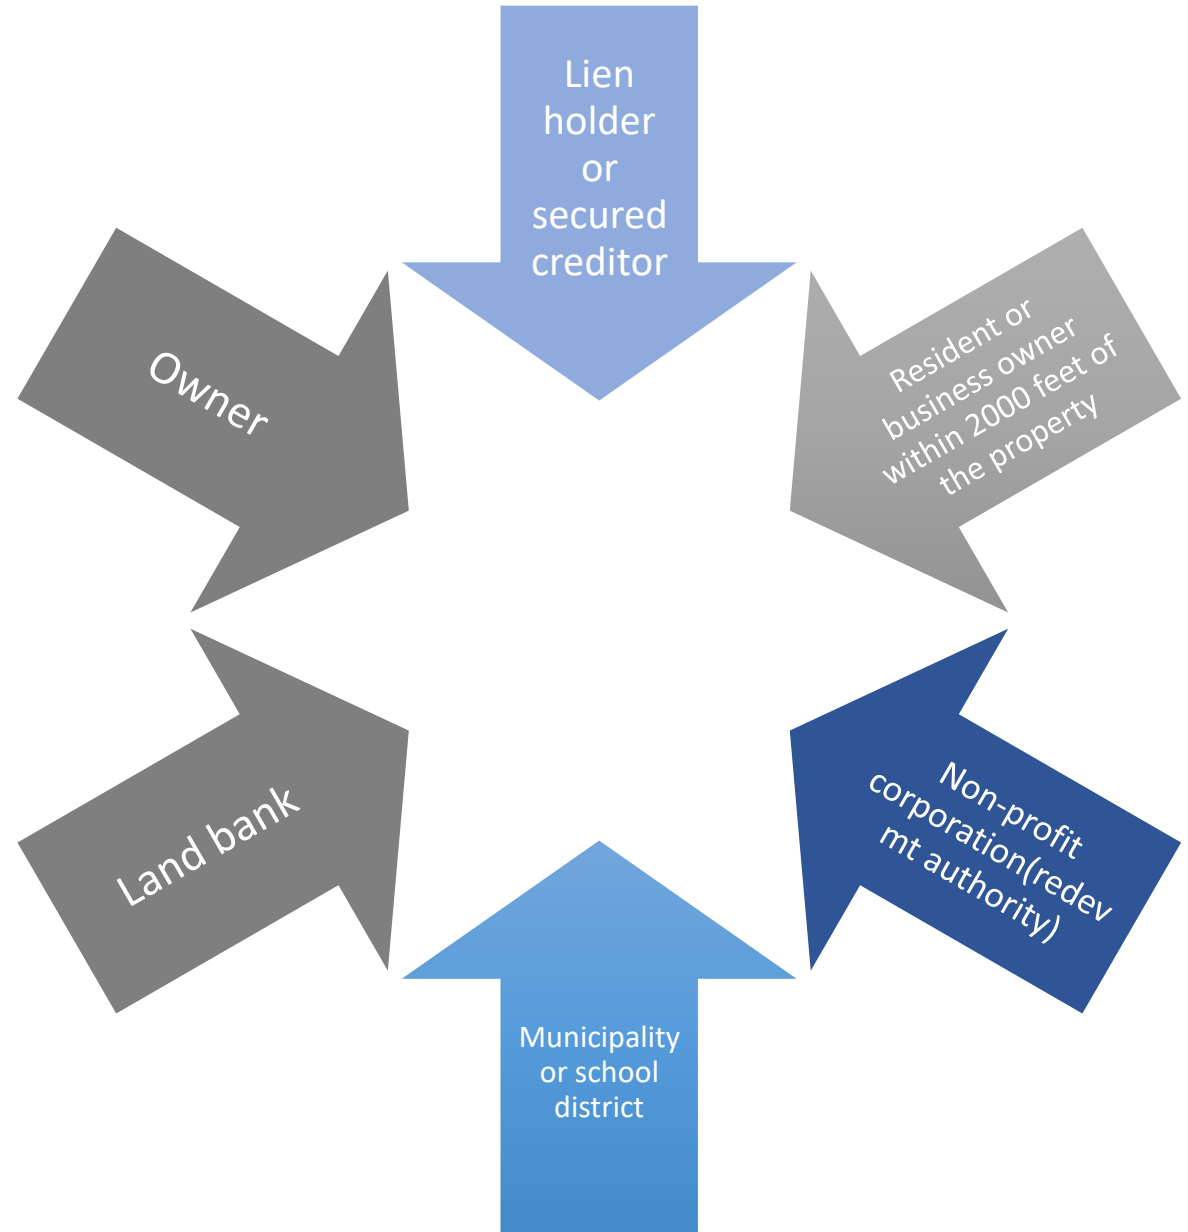 Lien
holder
or
secured
creditor
Resident or
business owner
within 2000 feet of
the property
Non-profit
corporation(redev
mt authority)
Municipality
or school
district
Land bank
Owner